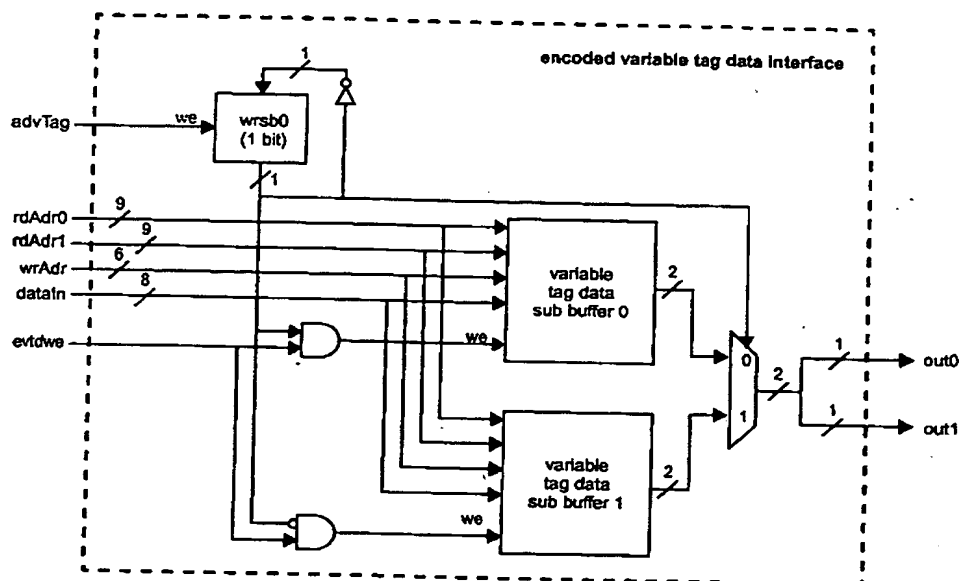 encoded variable tag data interface
1
advTag
we
wrsb0
(1 bit)
1
rdAdr0
9
rdAdr1
9
wrAdr
6
dataIn
8
evtdwe
variable
tag data
sub buffer 0
2
we
0
1
2
1
out0
1
out1
variable
tag data
sub buffer 1
2
we